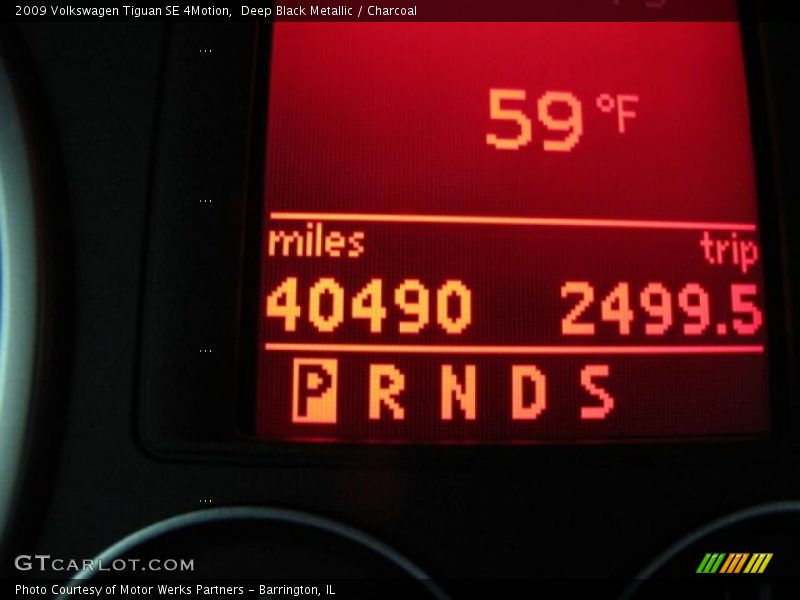 2009 Volkswagen Tiguan SE 4Motion, Deep Black Metallic / Charcoal
59 °F
miles trip
40490 2499.5
P R N D S
GTCARLOT.COM
Photo Courtesy of Motor Werks Partners - Barrington, IL